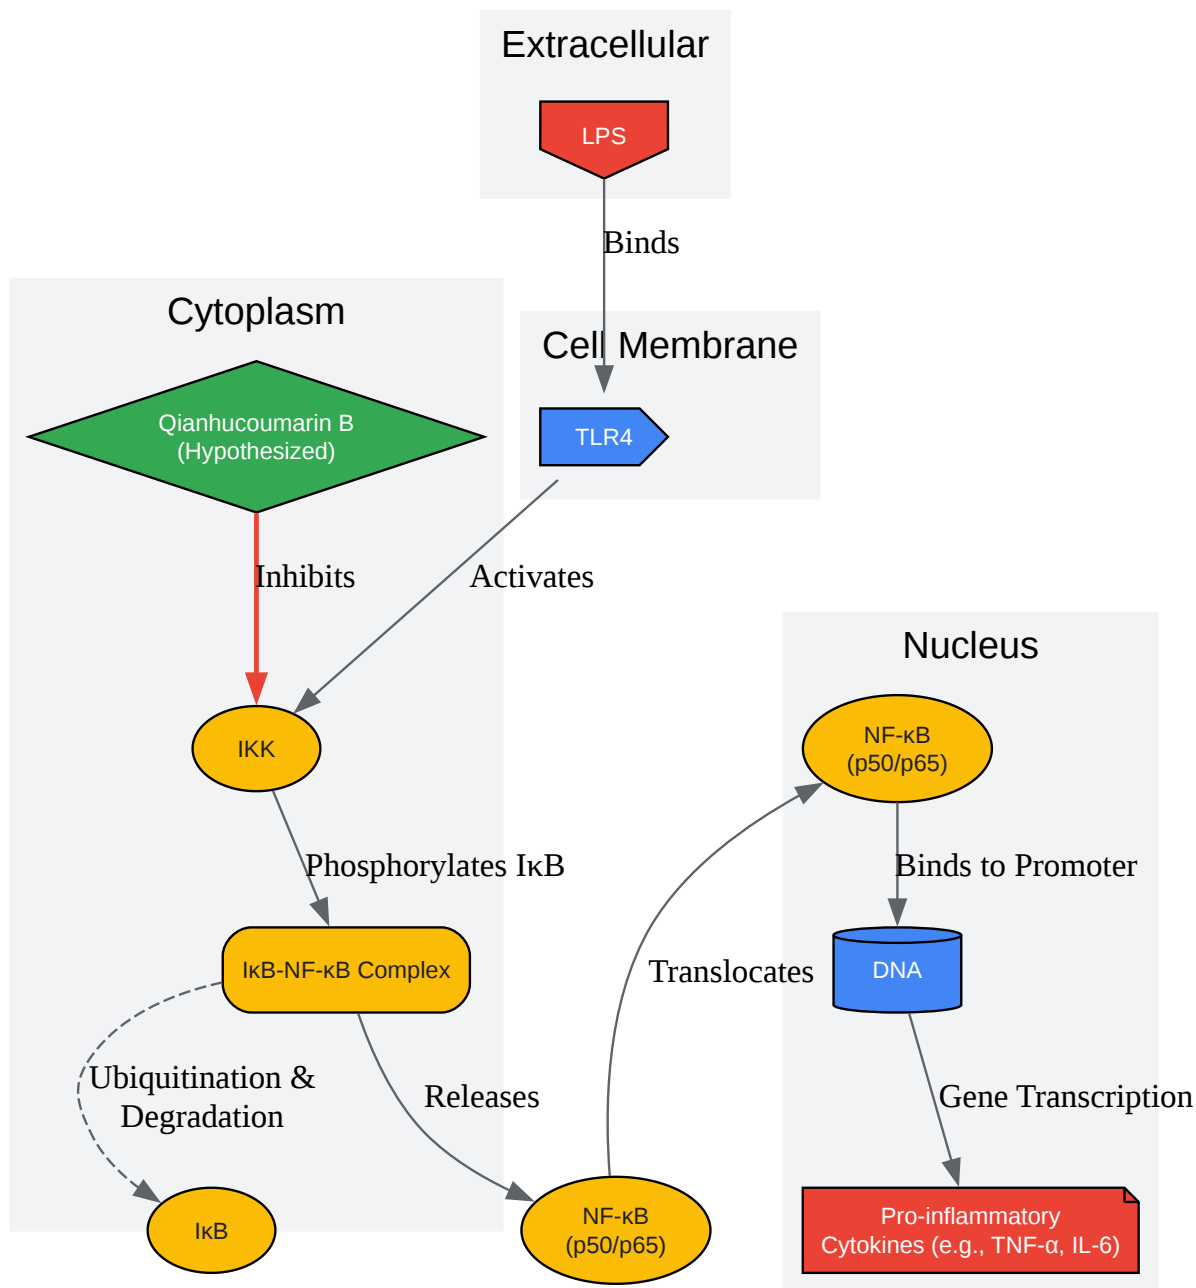 Extracellular
LPS
Binds
Cytoplasm
Cell Membrane
Qianhucoumarin B
(Hypothesized)
TLR4
Inhibits
Activates
Nucleus
IKK
NF-κB
(p50/p65)
Phosphorylates IκB
Binds to Promoter
IκB-NF-κB Complex
Translocates
DNA
Ubiquitination &
Degradation
Releases
Gene Transcription
IκB
NF-κB
(p50/p65)
Pro-inflammatory
Cytokines (e.g., TNF-α, IL-6)